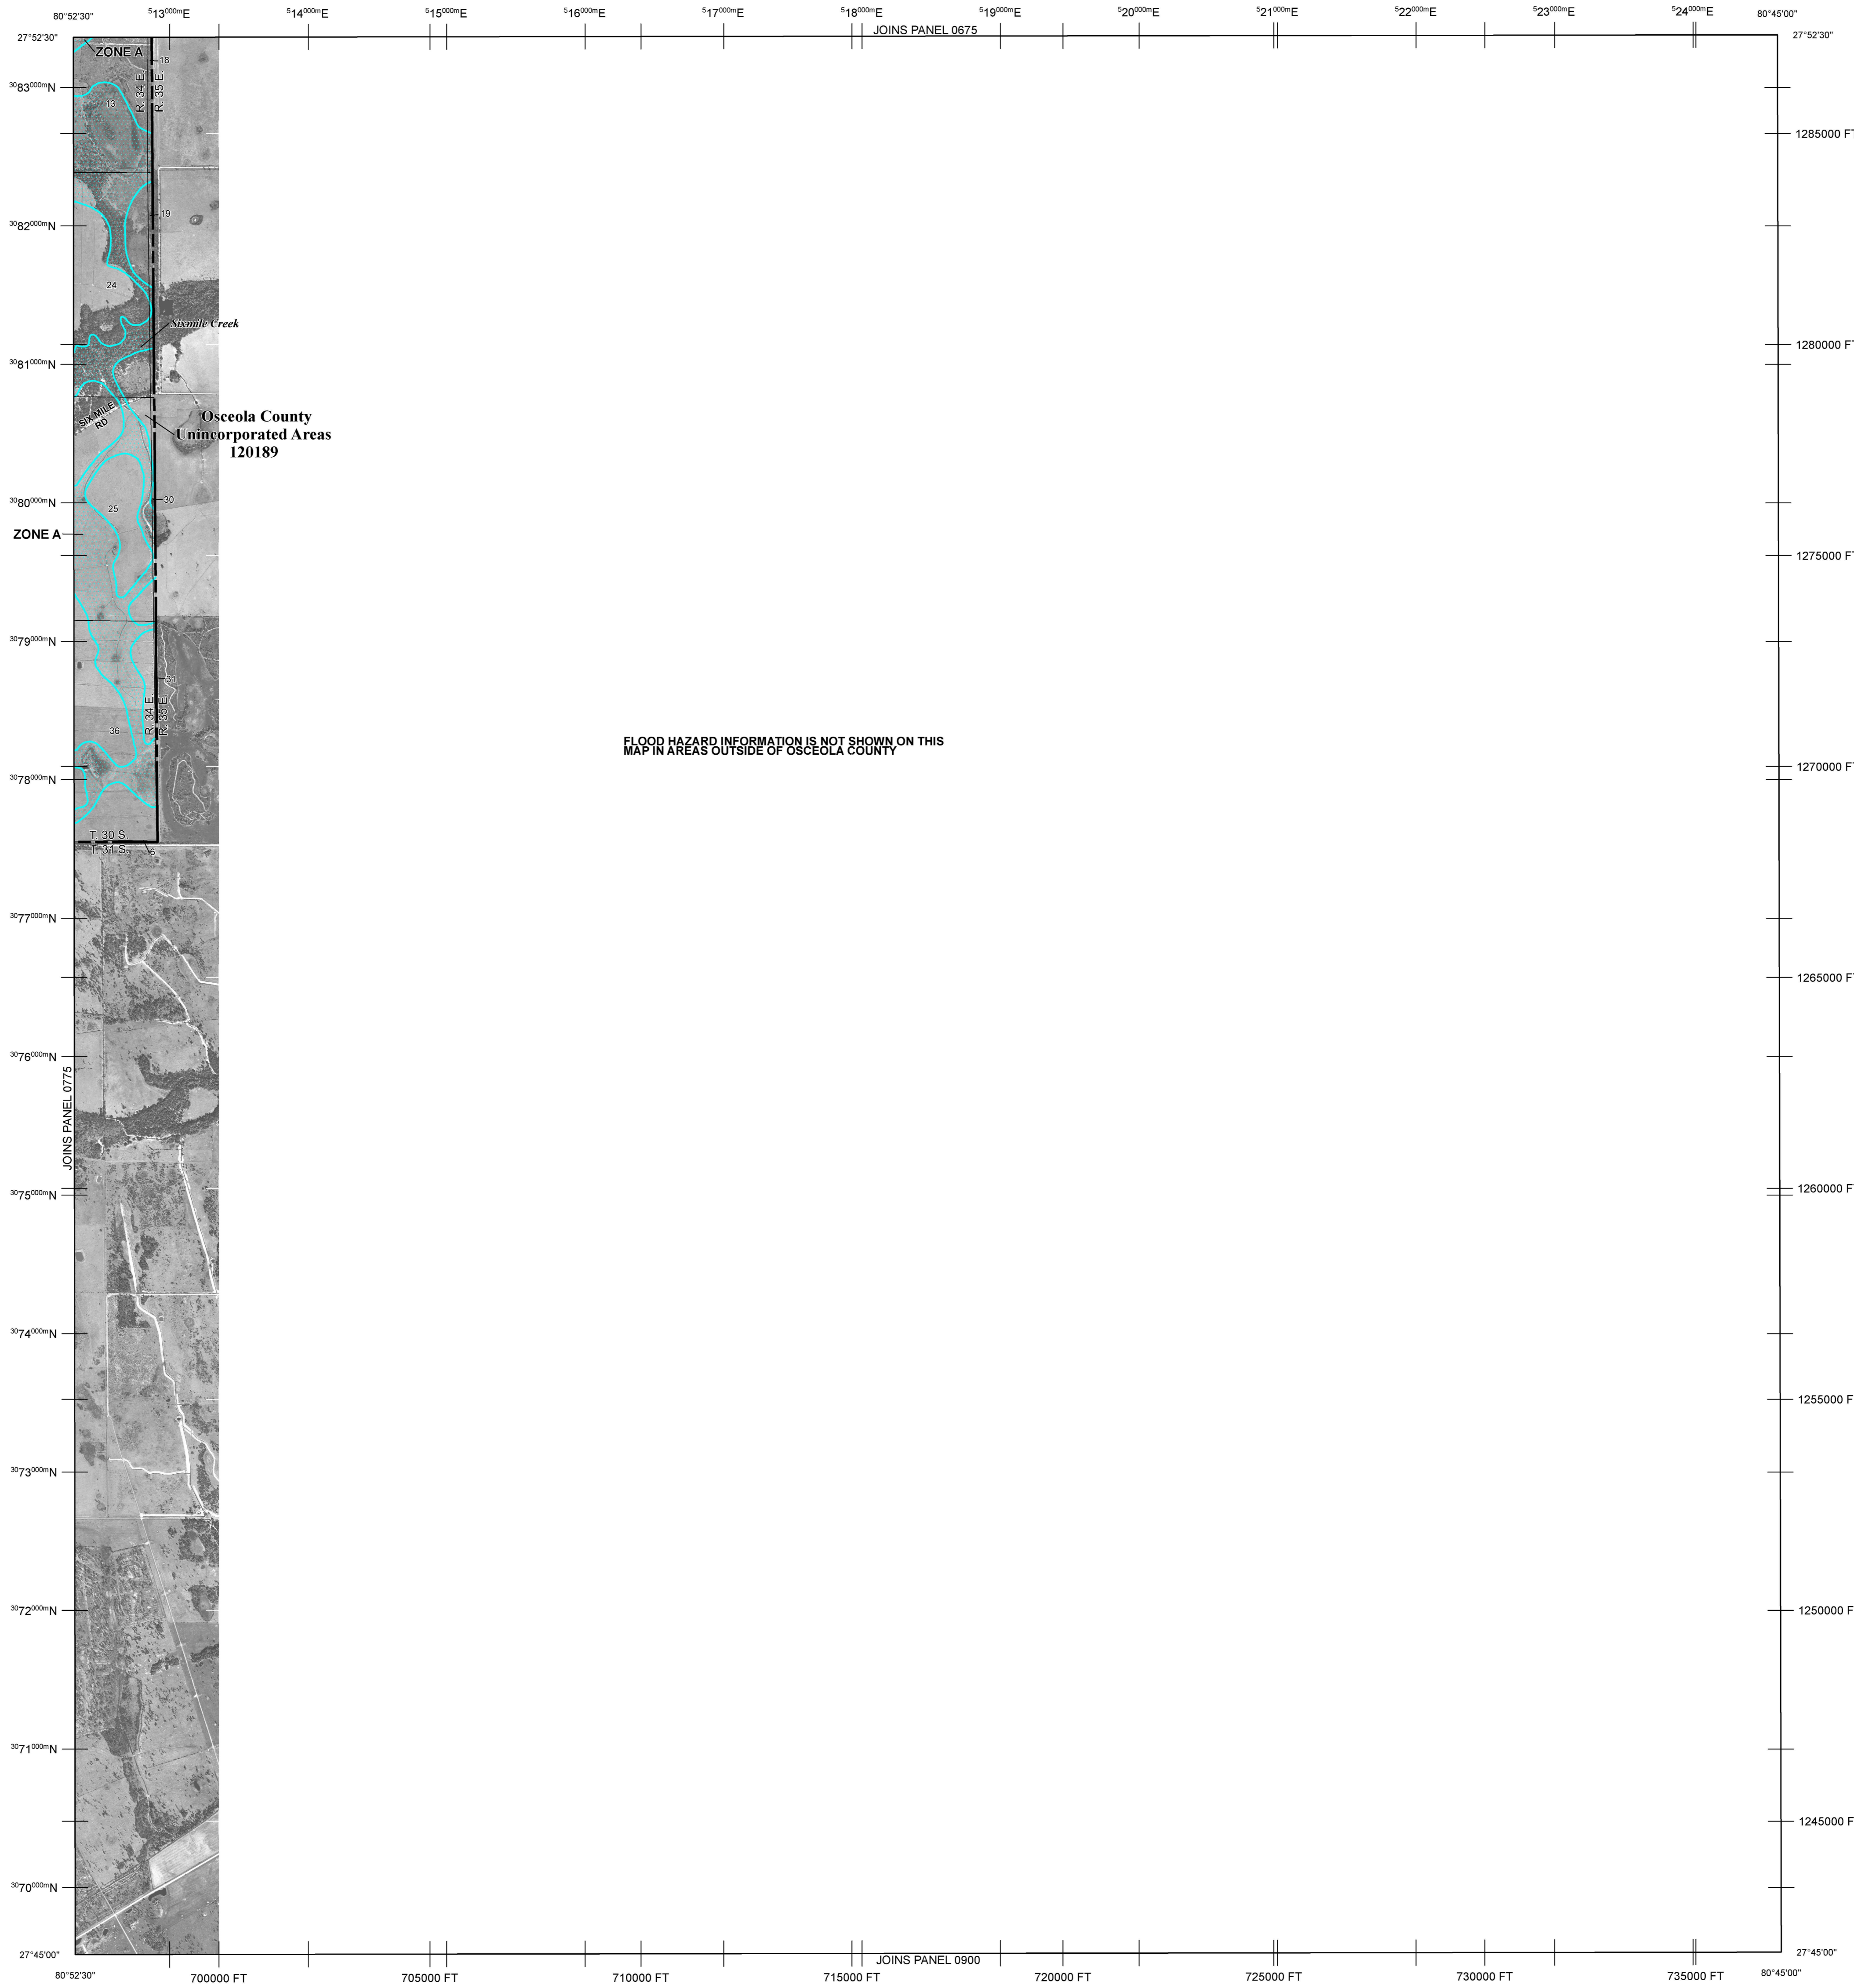 80°52'30"
513000mE
514000mE
515000mE
516000mE
517000mE
518000mE
519000mE
520000mE
521000mE
522000mE
523000mE
524000mE
80°45'00"
JOINS PANEL 0675
27°52'30"
27°52'30"
ZONE A
18
R. 34 E.
R. 35 E.
3083000mN
13
1285000 FT
19
3082000mN
24
Sixmile Creek
1280000 FT
3081000mN
SIX MILE
RD
Osceola County
Unincorporated Areas
120189
3080000mN
30
25
ZONE A
1275000 FT
3079000mN
31
R. 34 E.
R. 35 E.
36
FLOOD HAZARD INFORMATION IS NOT SHOWN ON THIS
MAP IN AREAS OUTSIDE OF OSCEOLA COUNTY
1270000 FT
3078000mN
T. 30 S.
T. 31 S.
6
3077000mN
1265000 FT
3076000mN
JOINS PANEL 0775
1260000 FT
3075000mN
3074000mN
1255000 F
3073000mN
3072000mN
1250000 F
3071000mN
1245000 F
3070000mN
27°45'00"
27°45'00"
JOINS PANEL 0900
80°52'30"
700000 FT
705000 FT
710000 FT
715000 FT
720000 FT
725000 FT
730000 FT
735000 FT
80°45'00"